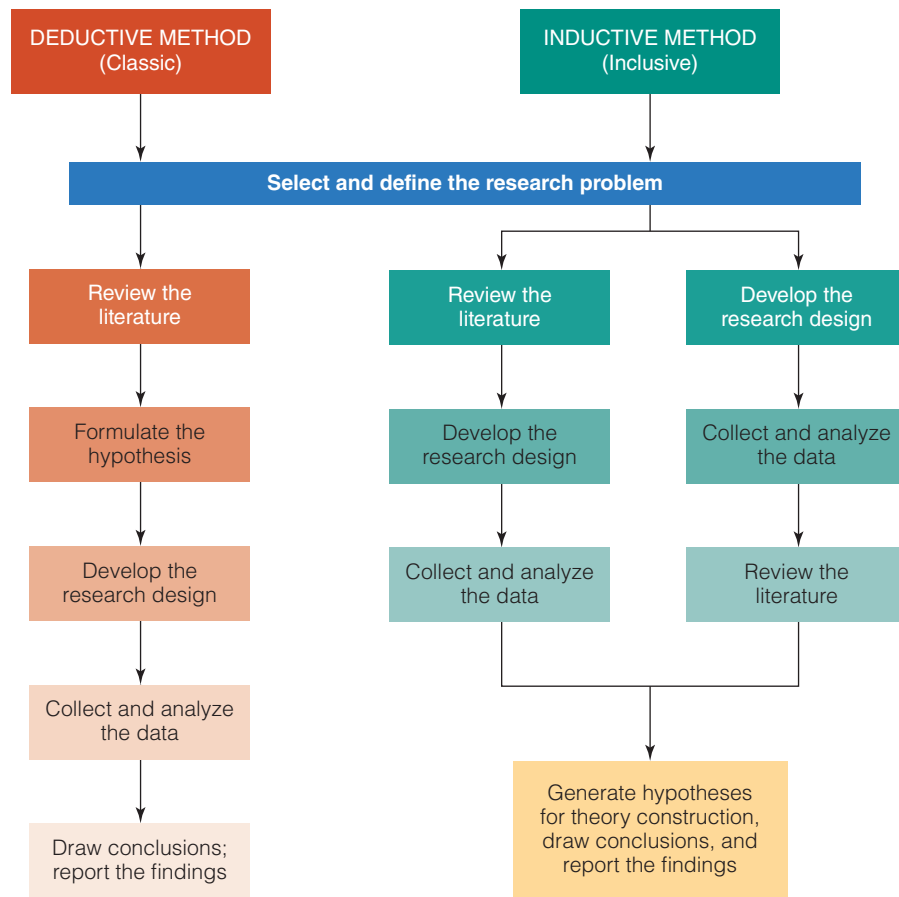 DEDUCTIVE METHOD
(Classic)
INDUCTIVE METHOD
(Inclusive)
Select and define the research problem
Review the
literature
Formulate the
hypothesis
Develop the
research design
Collect and analyze
the data
Draw conclusions;
report the findings
Review the
literature
Develop the
research design
Collect and analyze
the data
Develop the
research design
Collect and analyze
the data
Review the
literature
Generate hypotheses
for theory construction,
draw conclusions, and
report the findings